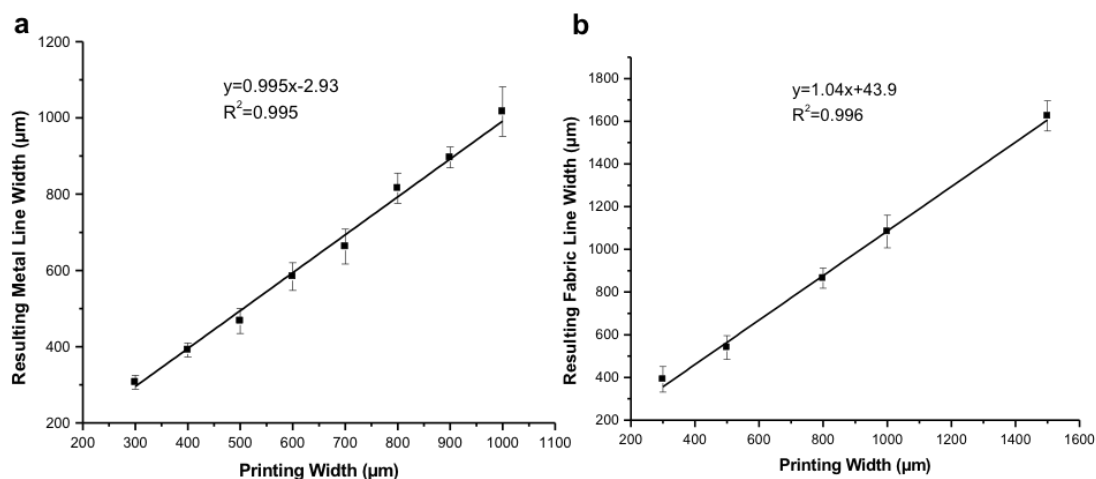 a
Resulting Metal Line Width (µm)
1200
1000
800
600
400
200
y=0.995x-2.93
R²=0.995
200 300 400 500 600 700 800 900 1000 1100
Printing Width (µm)
b
Resulting Fabric Line Width (µm)
1800
1600
1400
1200
1000
800
600
400
200
y=1.04x+43.9
R²=0.996
200 400 600 800 1000 1200 1400 1600
Printing Width (µm)